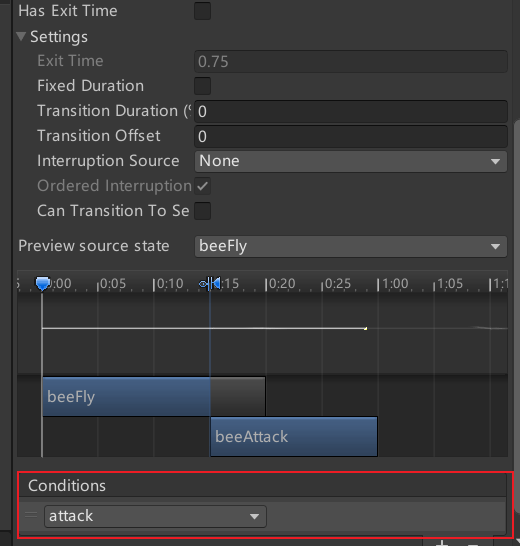 Has Exit Time
Settings
Exit Time 0.75
Fixed Duration
Transition Duration (%
Transition Offset 0
Interruption Source None
Ordered Interruption
Can Transition To Se
Preview source state beeFly
0:00 0:05 0:10 0:15 0:20 0:25 1:00 1:05 1:1
beeFly
beeAttack
Conditions
attack